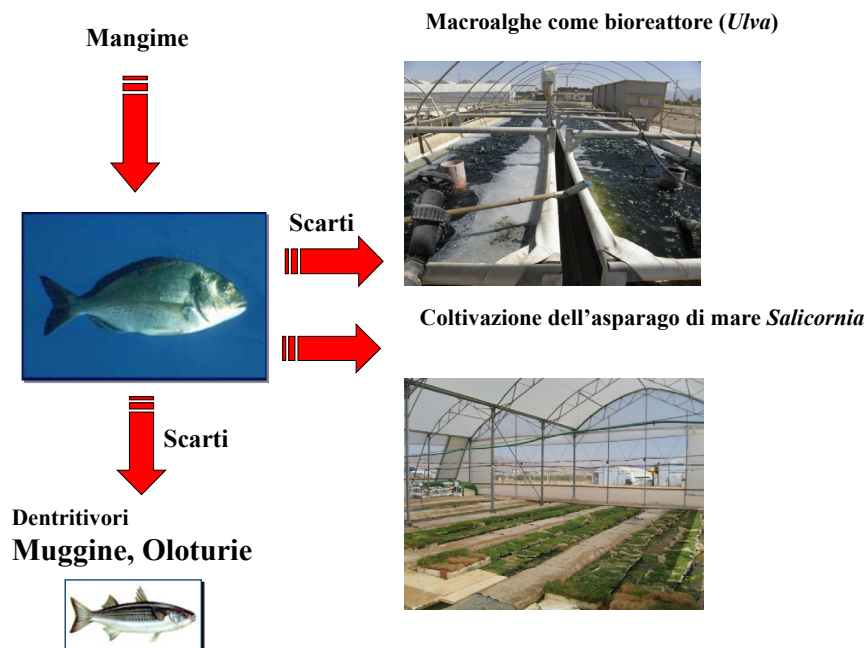 Mangime
Macroalghe come bioreattore (Ulva)
Scarti
Coltivazione dell’asparago di mare Salicornia
Scarti
Dentritivori
Muggine, Oloturie